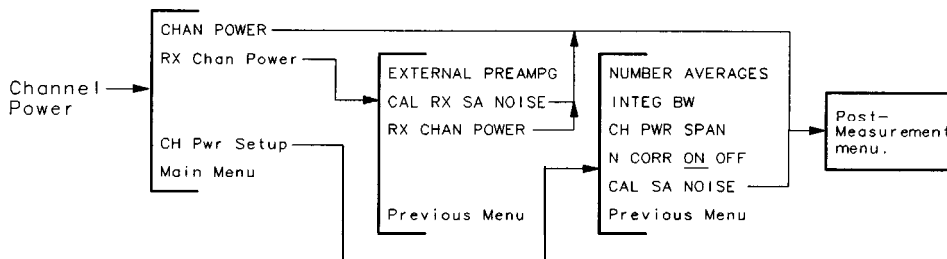 Channel
Power
CHAN POWER
RX Chan Power
CH Pwr Setup
Main Menu
EXTERNAL PREAMPG
CAL RX SA NOISE
RX CHAN POWER
Previous Menu
NUMBER AVERAGES
INTEG BW
CH PWR SPAN
N CORR ON OFF
CAL SA NOISE
Previous Menu
Post-
Measurement
menu.